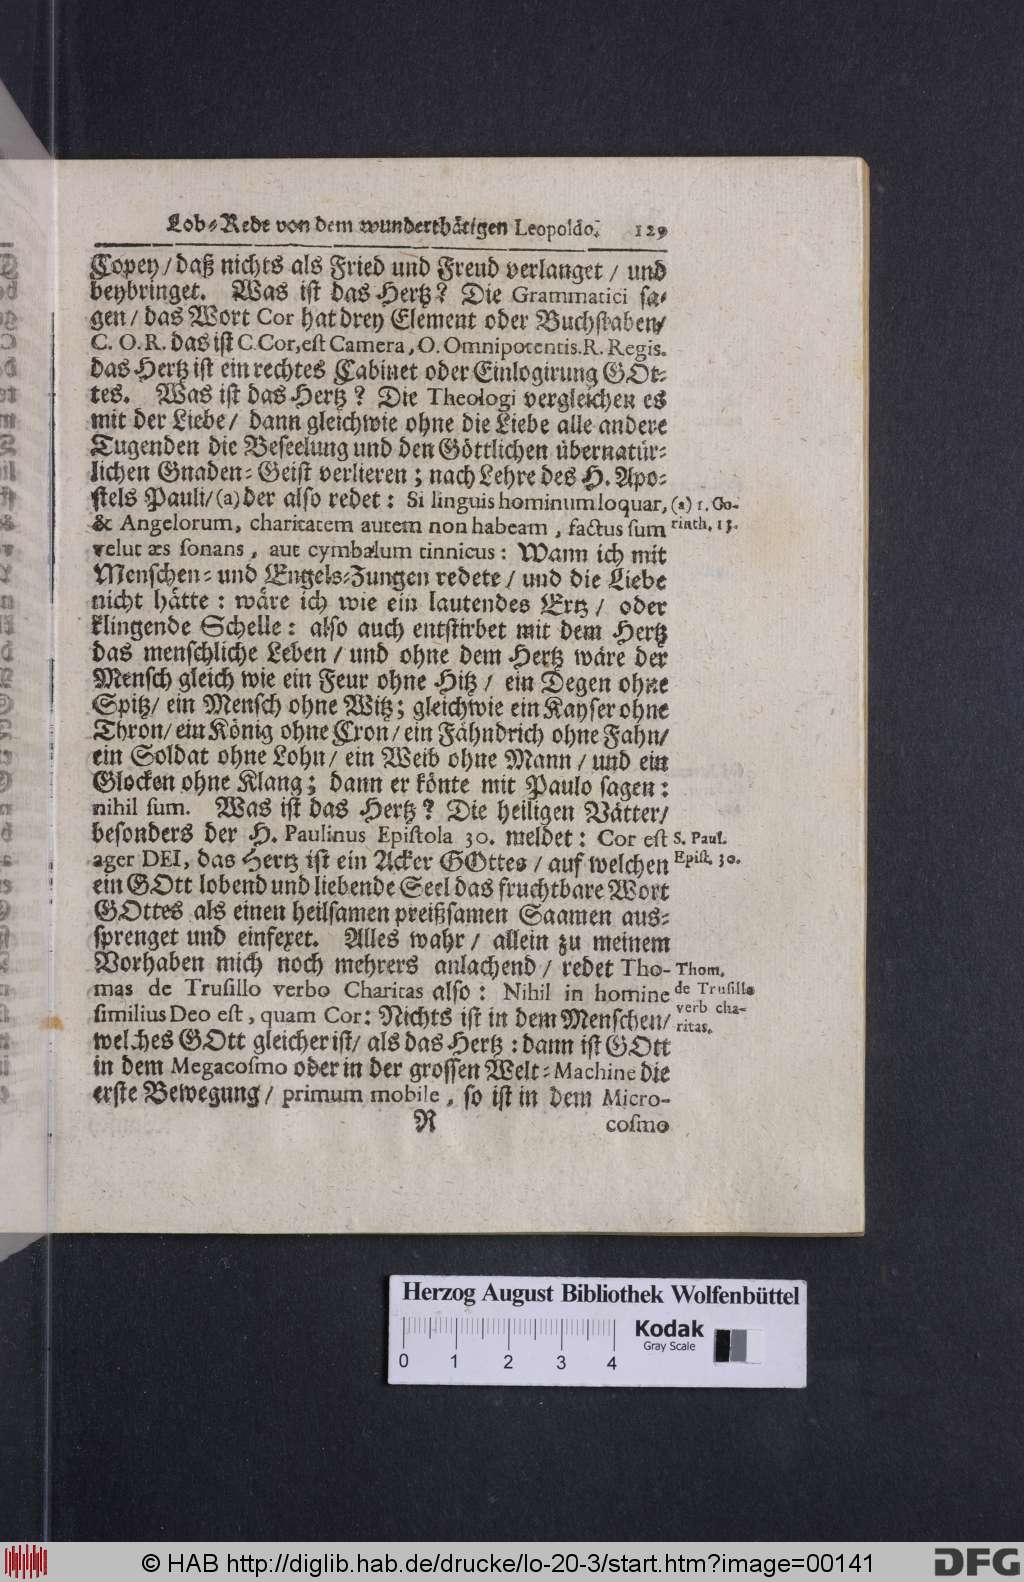 Lob-Rede von dem wunderthätigen Leopoldo. 129
Copey / daß nichts als Fried und Freud verlanget / und
beybringet. Was ist das Hertz? Die Grammatici sa-
gen / das Wort Cor hat drey Element oder Buchstaben/
C. O. R. das ist C. Cor, est Camera, O. Omnipotentis. R. Regis.
das Hertz ist ein rechtes Cabinet oder Einlogirung GOt-
tes. Was ist das Hertz? Die Theologi vergleichen es
mit der Liebe / dann gleichwie ohne die Liebe alle andere
Tugenden die Beseelung und den Göttlichen übernatür-
lichen Gnaden-Geist verlieren; nach Lehre des H. Apo-
stels Pauli/ (a) der also redet: Si linguis hominum loquar,
(a) 1. Co-
& Angelorum, charitatem autem non habeam, factus sum
rinth. 13.
velut æs sonans, aut cymbalum tinnicus: Wann ich mit
Menschen- und Engels-Zungen redete / und die Liebe
nicht hätte: wäre ich wie ein lautendes Ertz / oder
klingende Schelle: also auch entstirbet mit dem Hertz
das menschliche Leben / und ohne dem Hertz wäre der
Mensch gleich wie ein Feur ohne Hitz / ein Degen ohne
Spitz/ ein Mensch ohne Witz; gleichwie ein Kayser ohne
Thron/ ein König ohne Cron/ ein Fähndrich ohne Fahn/
ein Soldat ohne Lohn/ ein Weib ohne Mann / und ein
Glocken ohne Klang; dann er könte mit Paulo sagen:
nihil sum. Was ist das Hertz? Die heiligen Vätter/
besonders der H. Paulinus Epistola 30. meldet: Cor est
S. Paul.
ager DEI, das Hertz ist ein Acker GOttes / auf welchen
Epist. 30.
ein GOtt lobend und liebende Seel das fruchtbare Wort
GOttes als einen heilsamen preißsamen Saamen aus-
sprenget und einsexet. Alles wahr / allein zu meinem
Vorhaben mich noch mehrers anlachend / redet Tho-
Thom.
mas de Trusillo verbo Charitas also: Nihil in homine
de Trusillo
similius Deo est, quam Cor: Nichts ist in dem Menschen/
verb cha-
ritas.
welches GOtt gleicher ist/ als das Hertz: dann ist GOtt
in dem Megacosmo oder in der grossen Welt-Machine die
erste Bewegung / primum mobile, so ist in dem Micro-
R cosmo
Herzog August Bibliothek Wolfenbüttel
Kodak
Gray Scale
0 1 2 3 4
© HAB http://diglib.hab.de/drucke/lo-20-3/start.htm?image=00141
DFG